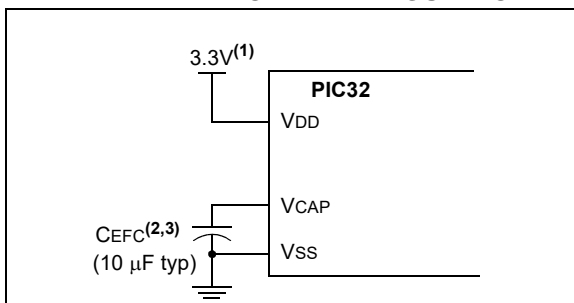 3.3V(1)
PIC32
VDD
VCAP
CEFC(2,3)
(10 μF typ)
VSS